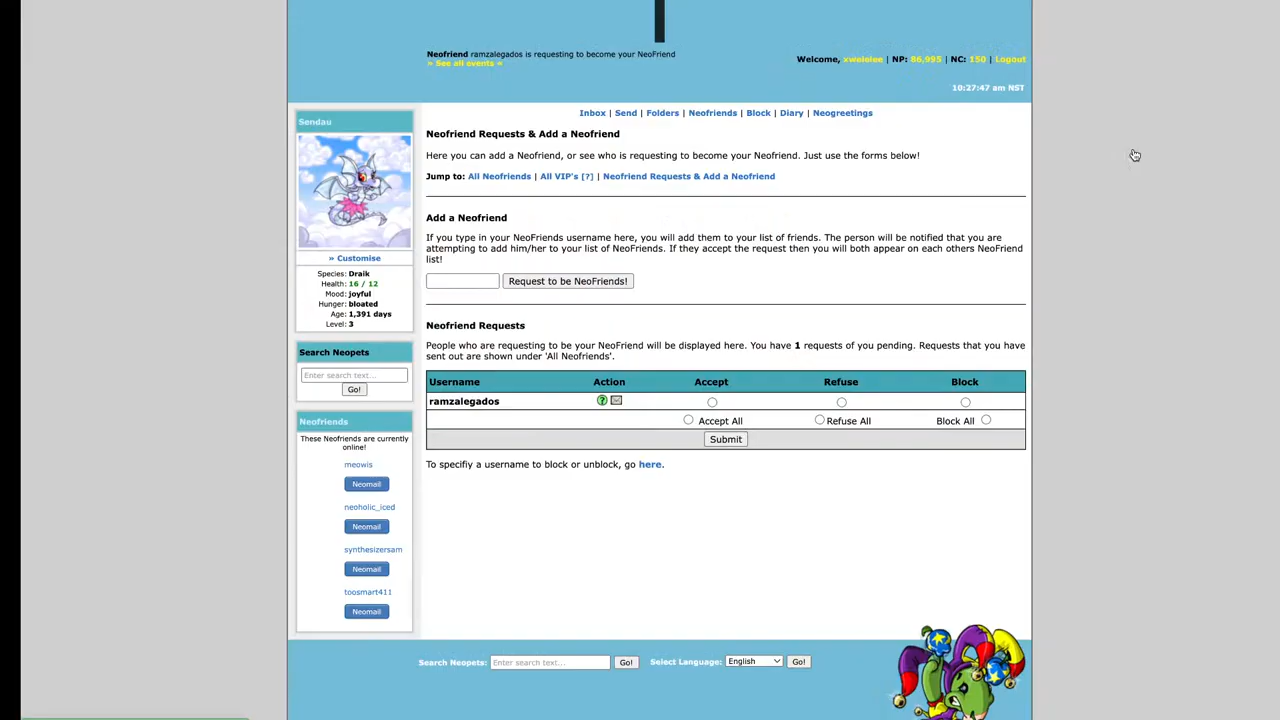 Neofriend ramzalegados is requesting to become your NeoFriend
» See all events «
Welcome, xweiolee | NP: 86,995 | NC: 150 | Logout
10:27:47 am NST
Sendau
» Customise
Species: Draik
Health: 16 / 12
Mood: joyful
Hunger: bloated
Age: 1,391 days
Level: 3
Search Neopets
Enter search text...
Go!
Neofriends
These Neofriends are currently
online!
meowis
Neomail
neoholic_iced
Neomail
synthesizersam
Neomail
toosmart411
Neomail
Inbox | Send | Folders | Neofriends | Block | Diary | Neogreetings
Neofriend Requests & Add a Neofriend
Here you can add a Neofriend, or see who is requesting to become your Neofriend. Just use the forms below!
Jump to: All Neofriends | All VIP's [?] | Neofriend Requests & Add a Neofriend
Add a Neofriend
If you type in your NeoFriends username here, you will add them to your list of friends. The person will be notified that you are
attempting to add him/her to your list of NeoFriends. If they accept the request then you will both appear on each others NeoFriend
list!
Request to be NeoFriends!
Neofriend Requests
People who are requesting to be your NeoFriend will be displayed here. You have 1 requests of you pending. Requests that you have
sent out are shown under 'All Neofriends'.
Username Action Accept Refuse Block
ramzalegados
Accept All Refuse All Block All
Submit
To specifiy a username to block or unblock, go here.
Search Neopets: Enter search text... Go! Select Language: English Go!